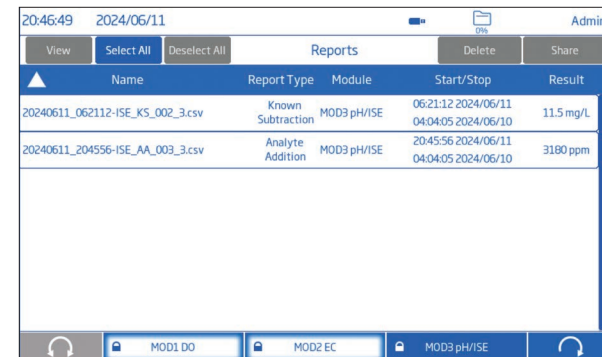 20:46:49 2024/06/11 0% Admin
View Select All Deselect All Reports Delete Share
Name Report Type Module Start/Stop Result
20240611_062112-ISE_KS_002_3.csv Known Subtraction MOD3 pH/ISE 06:21:12 2024/06/11 04:04:05 2024/06/10 11.5 mg/L
20240611_204556-ISE_AA_003_3.csv Analyte Addition MOD3 pH/ISE 20:45:56 2024/06/11 04:04:05 2024/06/10 3180 ppm
MOD1 DO MOD2 EC MOD3 pH/ISE